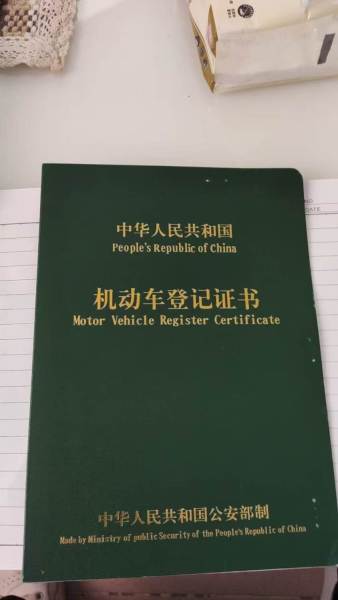 中华人民共和国
People's Republic of China
机动车登记证书
Motor Vehicle Register Certificate
中华人民共和国公安部制
Made by Ministry of public Security of the People's Republic of China
DATE